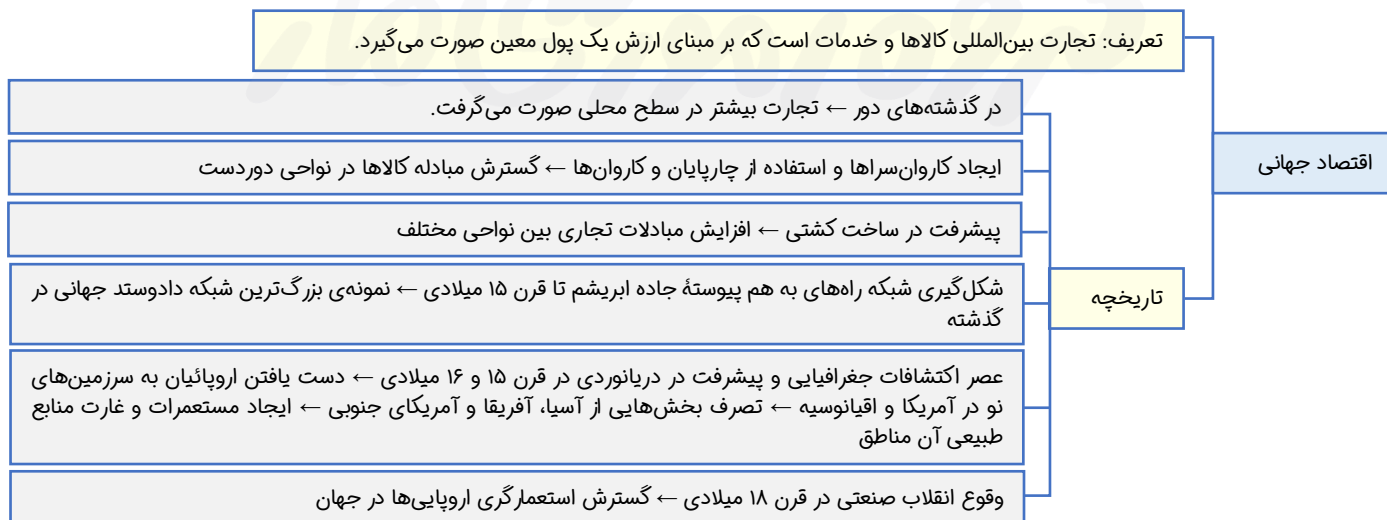 تعریف: تجارت بین‌المللی کالاها و خدمات است که بر مبنای ارزش یک پول معین صورت می‌گیرد.
اقتصاد جهانی
تاریخچه
در گذشته‌های دور ← تجارت بیشتر در سطح محلی صورت می‌گرفت.
ایجاد کاروان‌سراها و استفاده از چارپایان و کاروان‌ها ← گسترش مبادله کالاها در نواحی دوردست
پیشرفت در ساخت کشتی ← افزایش مبادلات تجاری بین نواحی مختلف
شکل‌گیری شبکه راه‌های به هم پیوستهٔ جاده ابریشم تا قرن ۱۵ میلادی ← نمونه‌ی بزرگ‌ترین شبکه دادوستد جهانی در
گذشته
عصر اکتشافات جغرافیایی و پیشرفت در دریانوردی در قرن ۱۵ و ۱۶ میلادی ← دست یافتن اروپائیان به سرزمین‌های
نو در آمریکا و اقیانوسیه ← تصرف بخش‌هایی از آسیا، آفریقا و آمریکای جنوبی ← ایجاد مستعمرات و غارت منابع
طبیعی آن مناطق
وقوع انقلاب صنعتی در قرن ۱۸ میلادی ← گسترش استعمارگری اروپایی‌ها در جهان